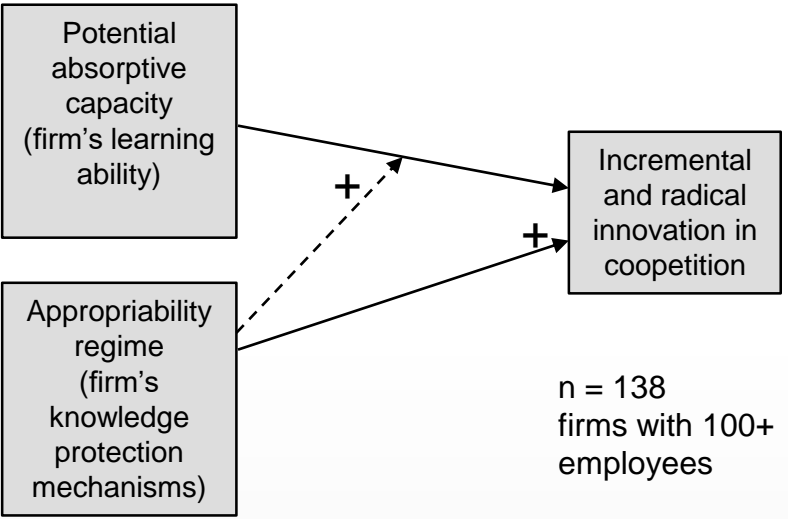 Potential
absorptive
capacity
(firm's learning
ability)
+
+
Incremental
and radical
innovation in
coopetition
Appropriability
regime
(firm's
knowledge
protection
mechanisms)
n = 138
firms with 100+
employees